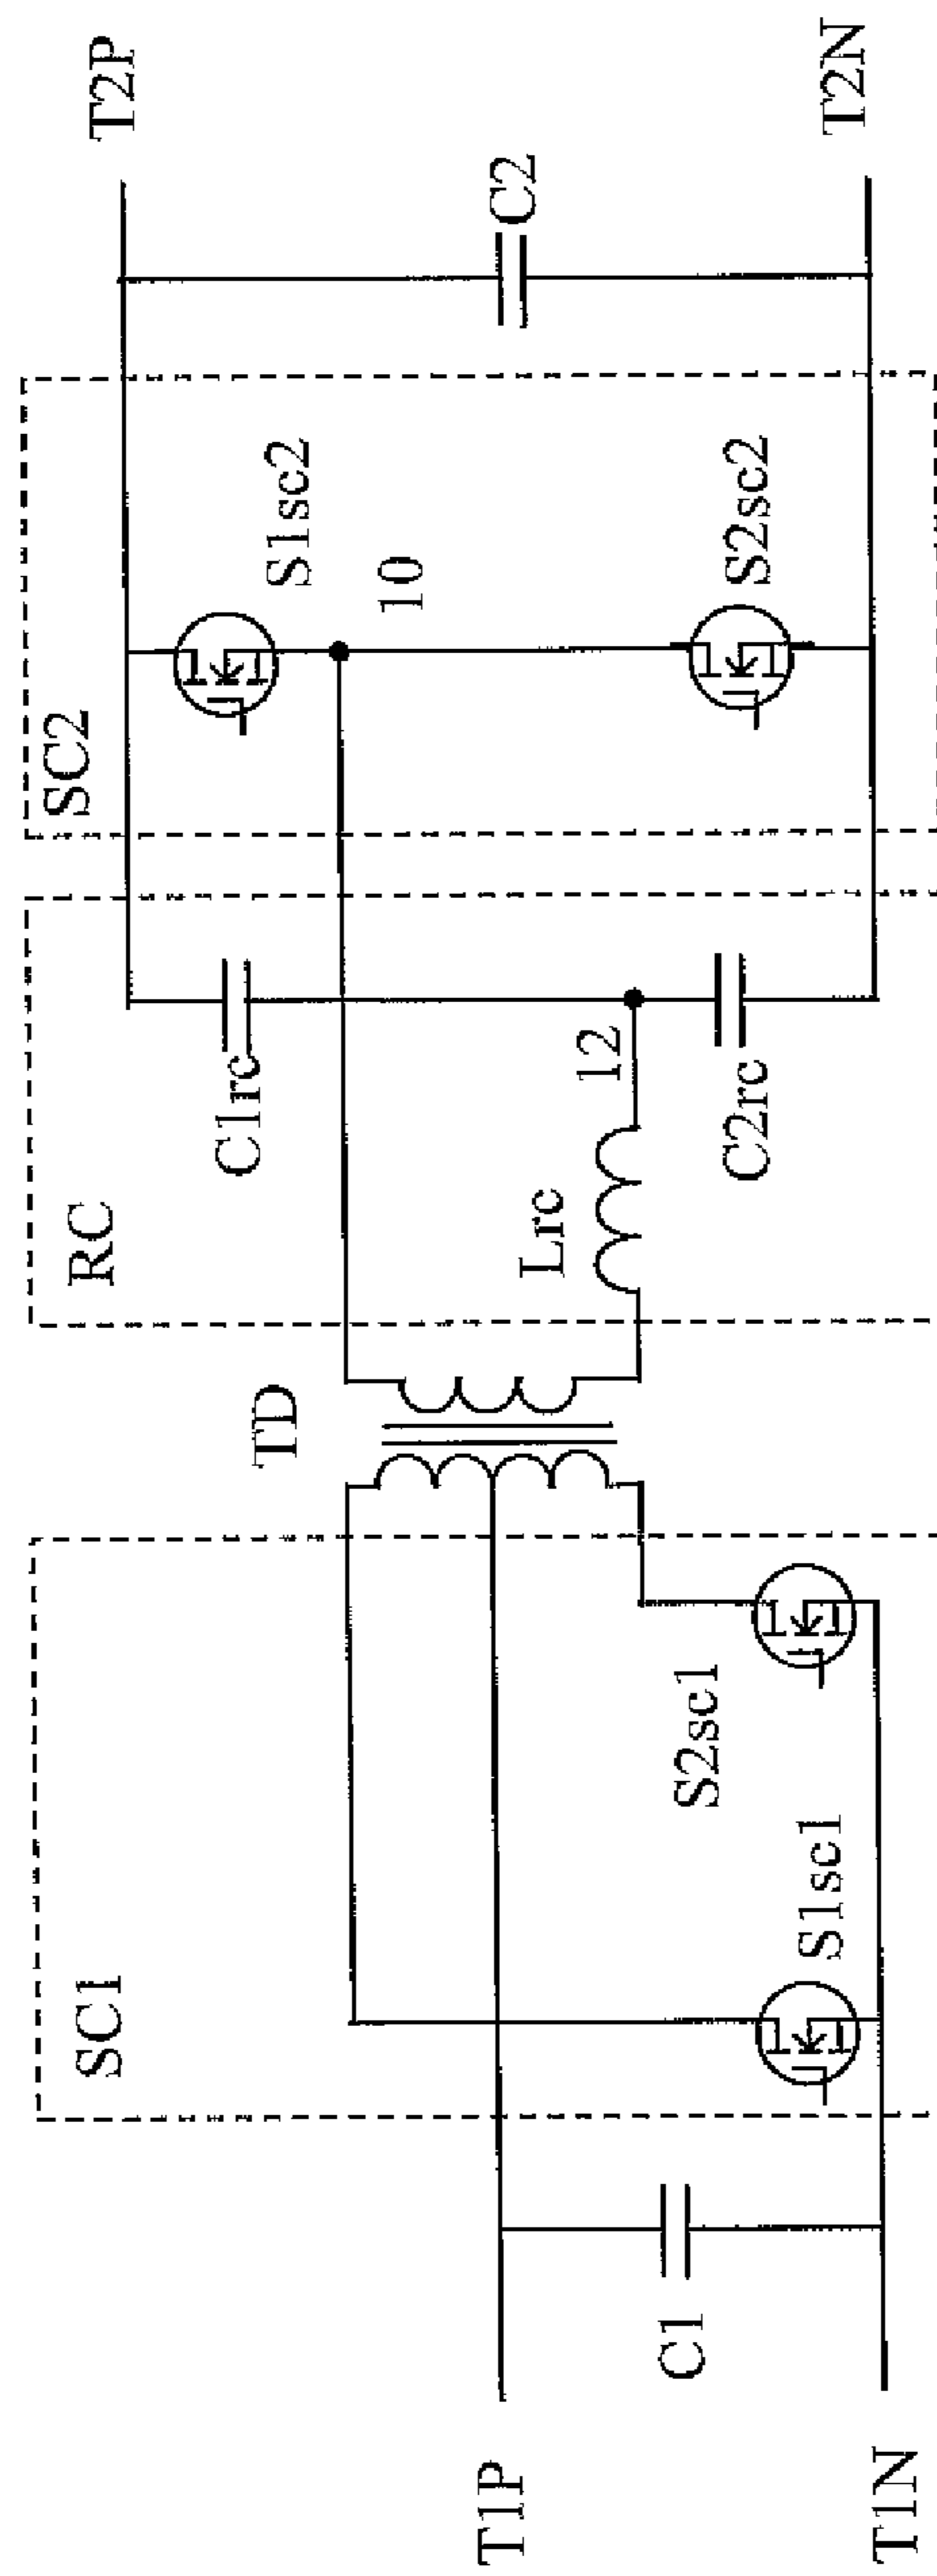 T1P
T1N
C1
SC1
S1sc1
S2sc1
TD
RC
Lrc
C1rc
12
C2rc
SC2
S1sc2
10
S2sc2
C2
T2P
T2N